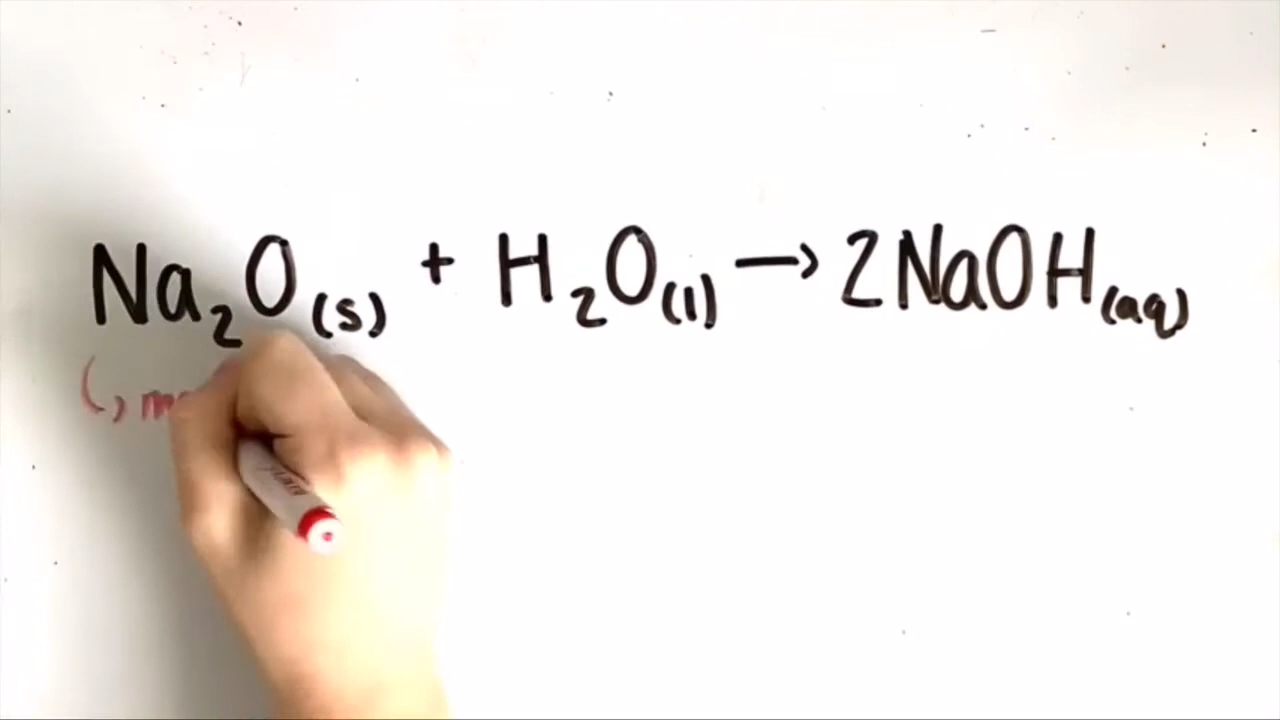 Na₂O(s) + H₂O(l) → 2NaOH(aq)